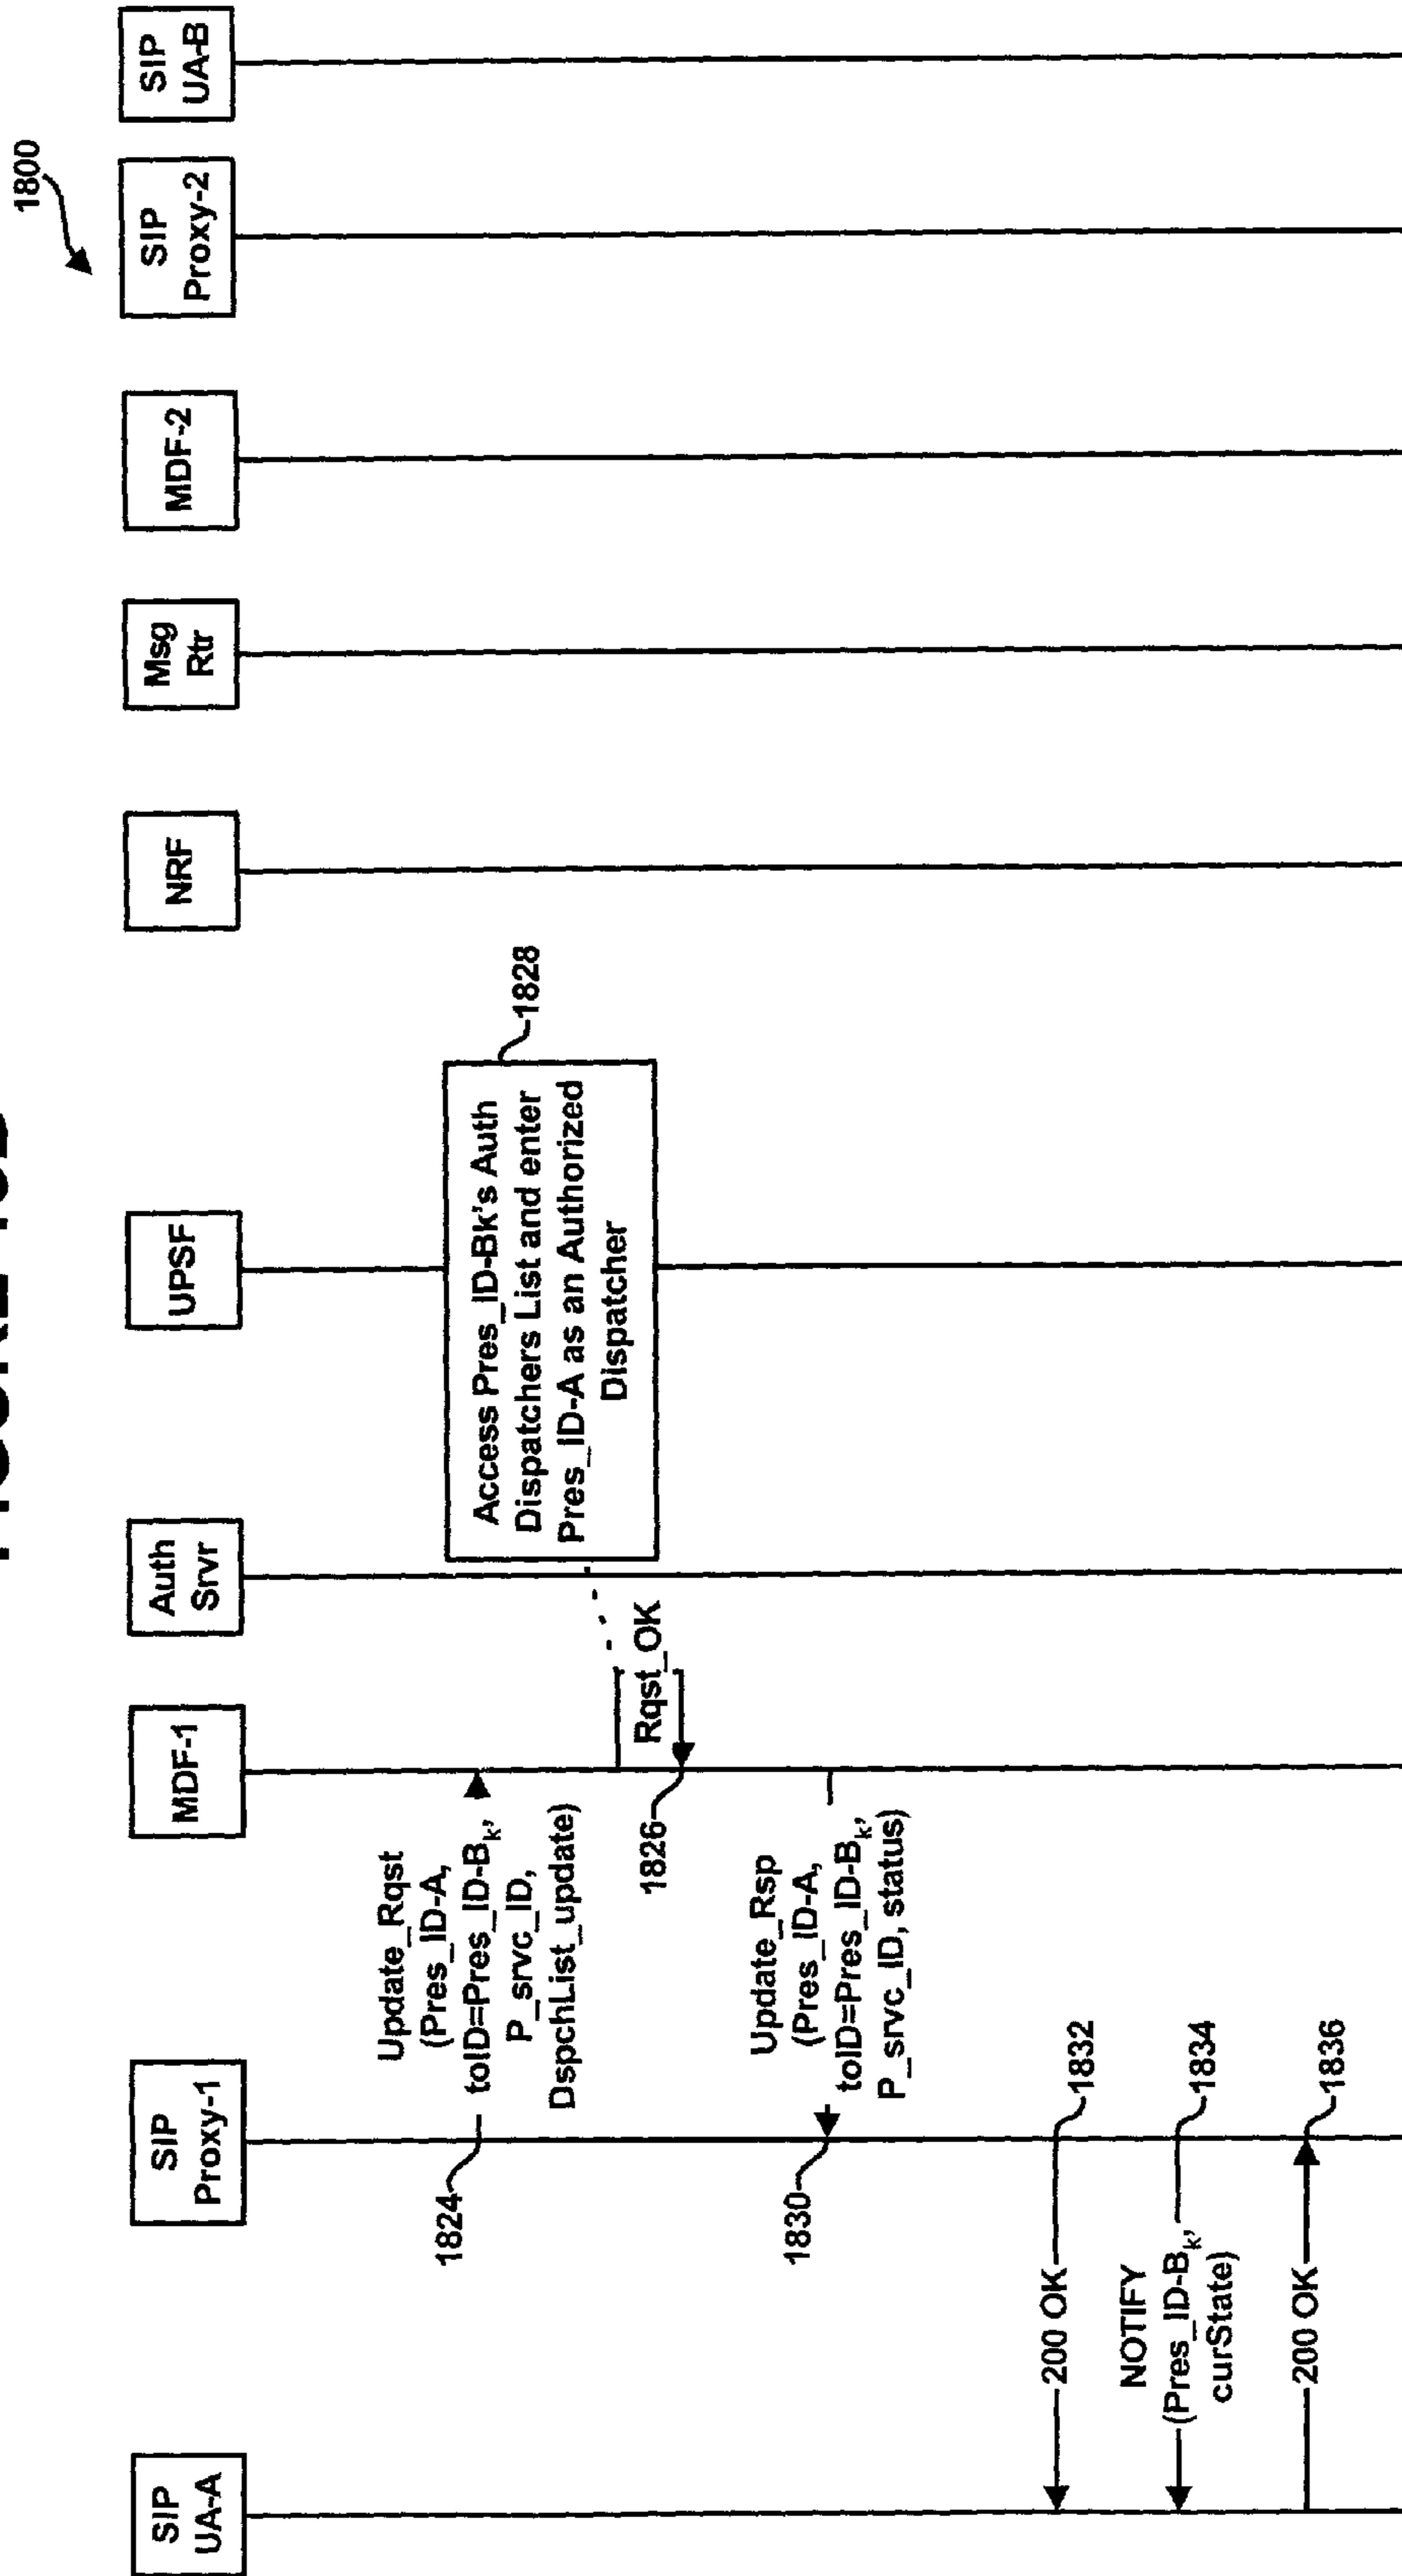 1800
SIP
UA-A
SIP
Proxy-1
MDF-1
Auth
Srvr
UPSF
NRF
Msg
Rtr
MDF-2
SIP
Proxy-2
SIP
UA-B
1824
Update_Rqst
(Pres_ID-A,
toID=Pres_ID-Bk,
P_srvc_ID,
DspchList_update)
Access Pres_ID-Bk's Auth
Dispatchers List and enter
Pres_ID-A as an Authorized
Dispatcher
1828
Rqst_OK
1826
1830
Update_Rsp
(Pres_ID-A,
toID=Pres_ID-Bk,
P_srvc_ID, status)
200 OK
1832
NOTIFY
(Pres_ID-Bk,
curState)
1834
200 OK
1836